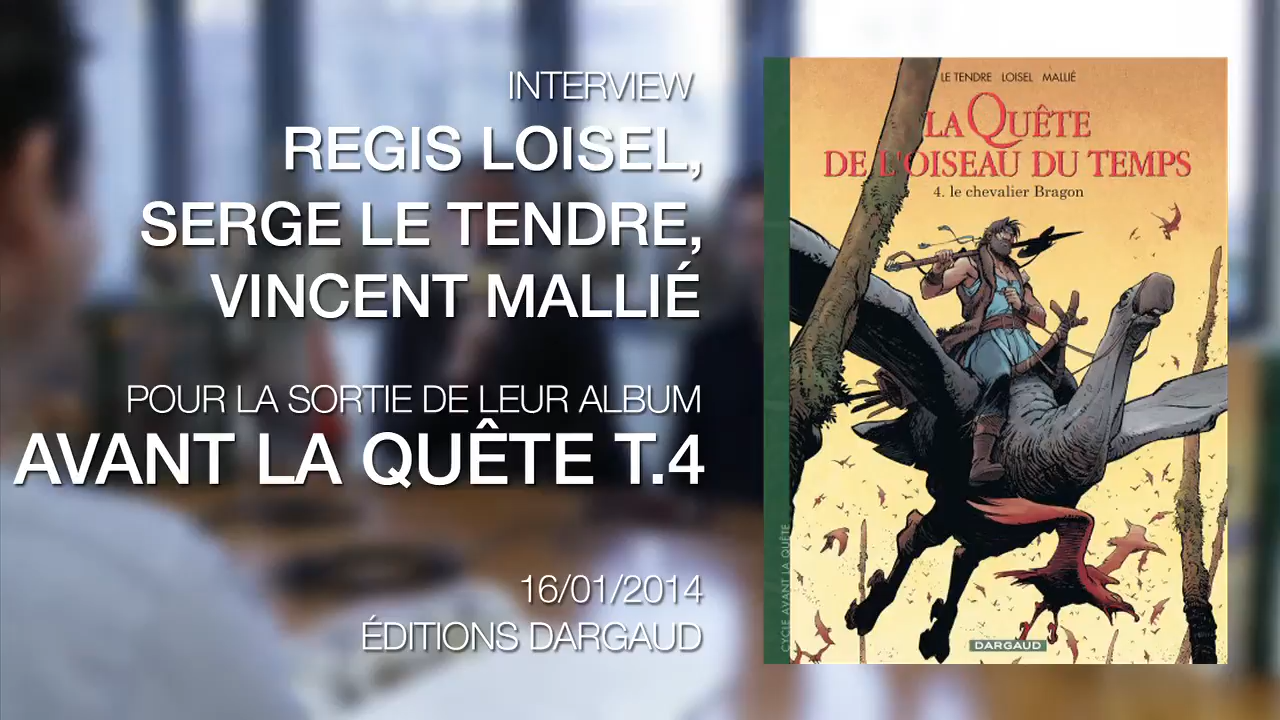 INTERVIEW
REGIS LOISEL,
SERGE LE TENDRE,
VINCENT MALLIÉ
POUR LA SORTIE DE LEUR ALBUM
AVANT LA QUÊTE T.4
16/01/2014
ÉDITIONS DARGAUD
LE TENDRE LOISEL MALLIÉ
LA QUÊTE
DE L'OISEAU DU TEMPS
4. le chevalier Bragon
CYCLE AVANT LA QUÊTE
DARGAUD